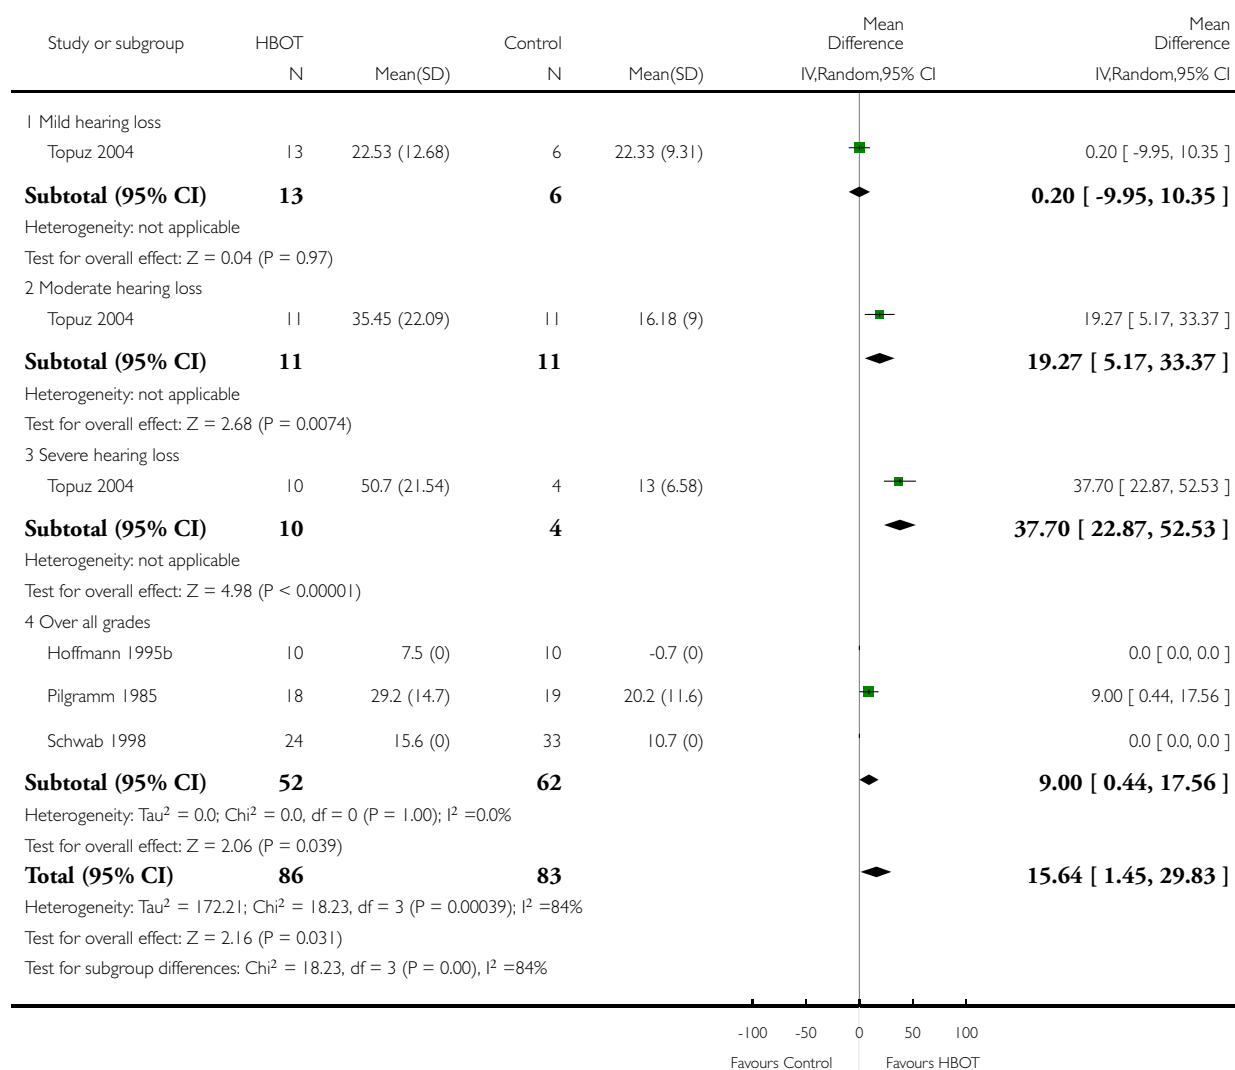 Study or subgroup HBOT Control Mean Difference Mean Difference
N Mean(SD) N Mean(SD) IV,Random,95% CI IV,Random,95% CI
1 Mild hearing loss
Topuz 2004 13 22.53 (12.68) 6 22.33 (9.31) 0.20 [ -9.95, 10.35 ]
Subtotal (95% CI) 13 6 0.20 [ -9.95, 10.35 ]
Heterogeneity: not applicable
Test for overall effect: Z = 0.04 (P = 0.97)
2 Moderate hearing loss
Topuz 2004 11 35.45 (22.09) 11 16.18 (9) 19.27 [ 5.17, 33.37 ]
Subtotal (95% CI) 11 11 19.27 [ 5.17, 33.37 ]
Heterogeneity: not applicable
Test for overall effect: Z = 2.68 (P = 0.0074)
3 Severe hearing loss
Topuz 2004 10 50.7 (21.54) 4 13 (6.58) 37.70 [ 22.87, 52.53 ]
Subtotal (95% CI) 10 4 37.70 [ 22.87, 52.53 ]
Heterogeneity: not applicable
Test for overall effect: Z = 4.98 (P < 0.00001)
4 Over all grades
Hoffmann 1995b 10 7.5 (0) 10 -0.7 (0) 0.0 [ 0.0, 0.0 ]
Pilgramm 1985 18 29.2 (14.7) 19 20.2 (11.6) 9.00 [ 0.44, 17.56 ]
Schwab 1998 24 15.6 (0) 33 10.7 (0) 0.0 [ 0.0, 0.0 ]
Subtotal (95% CI) 52 62 9.00 [ 0.44, 17.56 ]
Heterogeneity: Tau² = 0.0; Chi² = 0.0, df = 0 (P = 1.00); I² =0.0%
Test for overall effect: Z = 2.06 (P = 0.039)
Total (95% CI) 86 83 15.64 [ 1.45, 29.83 ]
Heterogeneity: Tau² = 172.21; Chi² = 18.23, df = 3 (P = 0.00039); I² =84%
Test for overall effect: Z = 2.16 (P = 0.031)
Test for subgroup differences: Chi² = 18.23, df = 3 (P = 0.00), I² =84%
-100 -50 0 50 100
Favours Control Favours HBOT